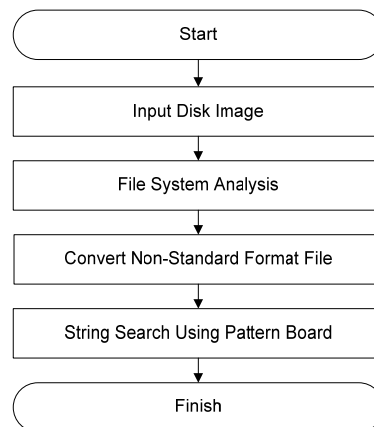 Start
Input Disk Image
File System Analysis
Convert Non-Standard Format File
String Search Using Pattern Board
Finish